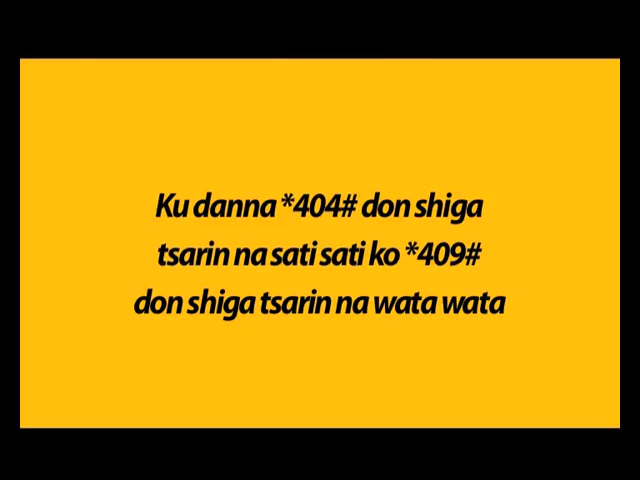 Ku danna *404# don shiga
tsarin na sati sati ko *409#
don shiga tsarin na wata wata